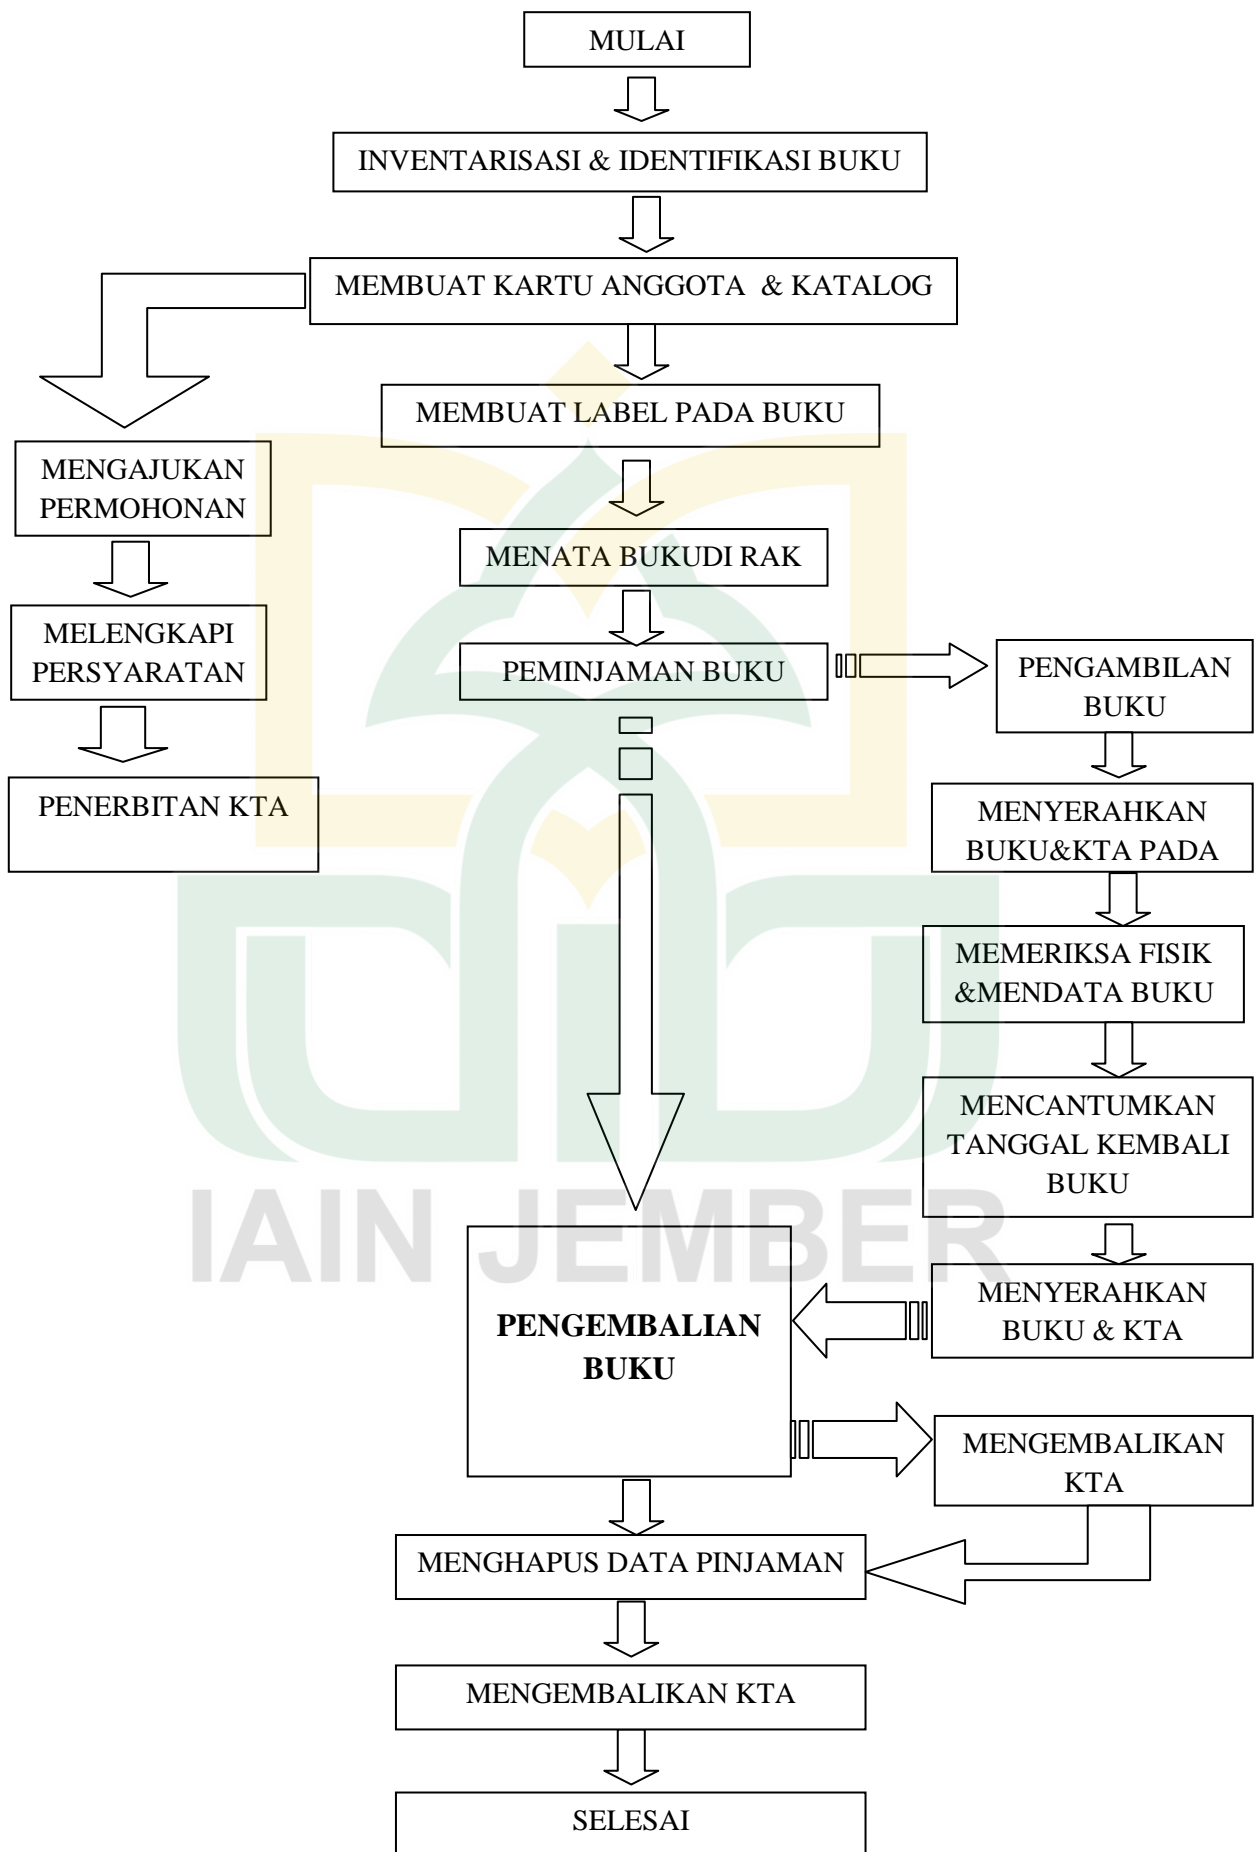 MULAI
INVENTARISASI & IDENTIFIKASI BUKU
MEMBUAT KARTU ANGGOTA & KATALOG
MEMBUAT LABEL PADA BUKU
MENGAJUKAN
PERMOHONAN
MENATA BUKUDI RAK
MELENGKAPI
PERSYARATAN
PEMINJAMAN BUKU
PENGAMBILAN
BUKU
PENERBITAN KTA
MENYERAHKAN
BUKU&KTA PADA
MEMERIKSA FISIK
&MENDATA BUKU
MENCANTUMKAN
TANGGAL KEMBALI
BUKU
IAIN JEMBER
MENYERAHKAN
BUKU & KTA
PENGEMBALIAN
BUKU
MENGEMBALIKAN
KTA
MENGHAPUS DATA PINJAMAN
MENGEMBALIKAN KTA
SELESAI